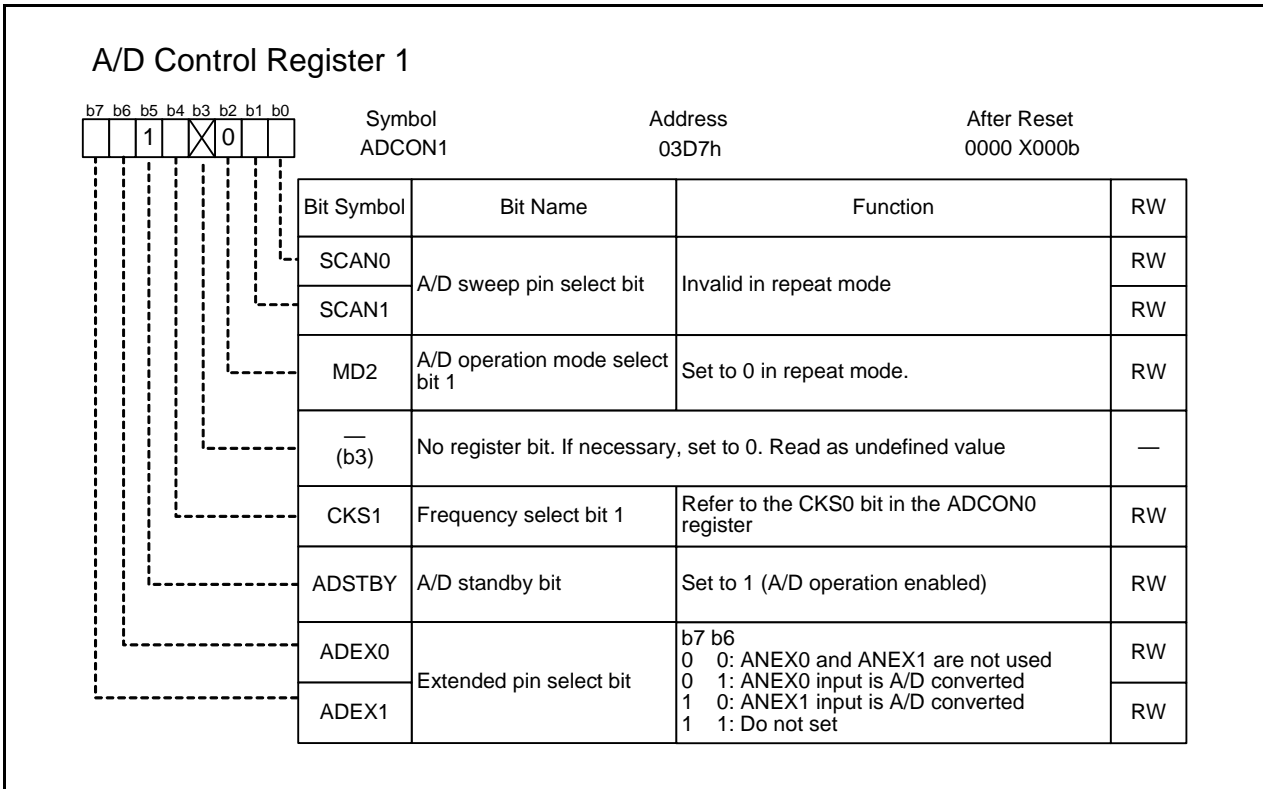 A/D Control Register 1
b7 b6 b5 b4 b3 b2 b1 b0
1 0
Symbol Address After Reset
ADCON1 03D7h 0000 X000b
Bit Symbol Bit Name Function RW
SCAN0 RW
A/D sweep pin select bit Invalid in repeat mode
SCAN1 RW
MD2 A/D operation mode select
bit 1 Set to 0 in repeat mode. RW
—
(b3) No register bit. If necessary, set to 0. Read as undefined value —
CKS1 Frequency select bit 1 Refer to the CKS0 bit in the ADCON0
register RW
ADSTBY A/D standby bit Set to 1 (A/D operation enabled) RW
ADEX0 RW
Extended pin select bit
b7 b6
0 0: ANEX0 and ANEX1 are not used
0 1: ANEX0 input is A/D converted
1 0: ANEX1 input is A/D converted
1 1: Do not set
ADEX1 RW